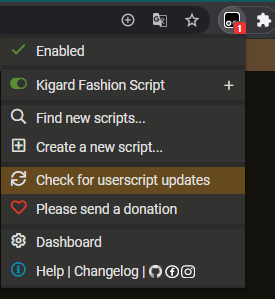 1
Enabled
Kigard Fashion Script +
Find new scripts...
Create a new script...
Check for userscript updates
Please send a donation
Dashboard
Help | Changelog |